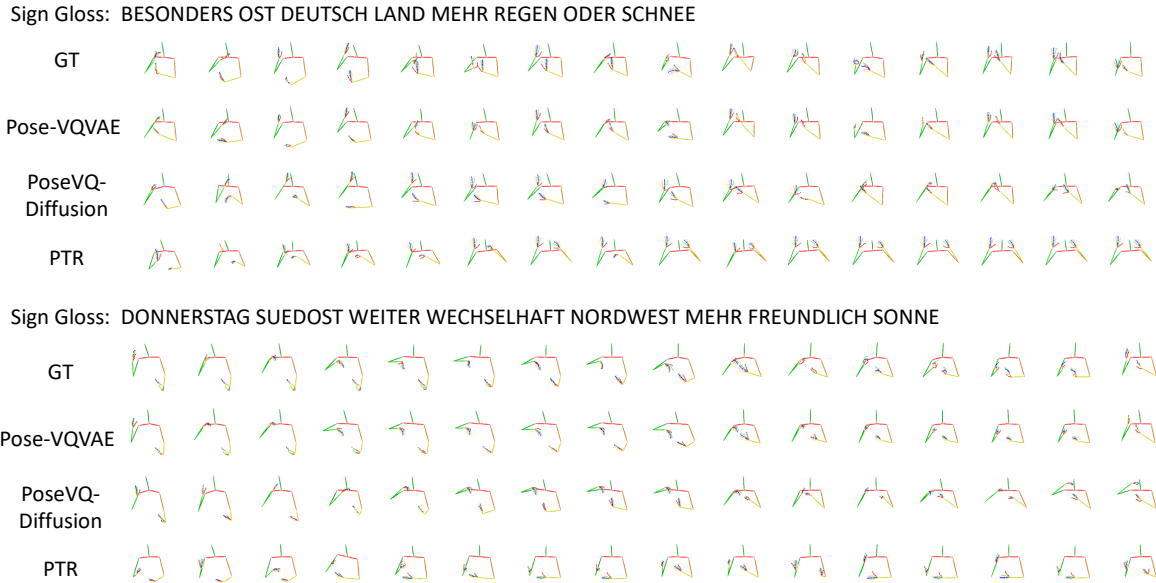 Sign Gloss: BESONDERS OST DEUTSCH LAND MEHR REGEN ODER SCHNEE
GT
Pose-VQVAE
PoseVQ-
Diffusion
PTR
Sign Gloss: DONNERSTAG SUEDOST WEITER WECHSELHAFT NORDWEST MEHR FREUNDLICH SONNE
GT
Pose-VQVAE
PoseVQ-
Diffusion
PTR